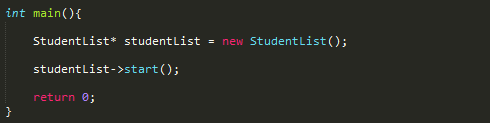 int main(){
StudentList* studentList = new StudentList();
studentList->start();
return 0;
}